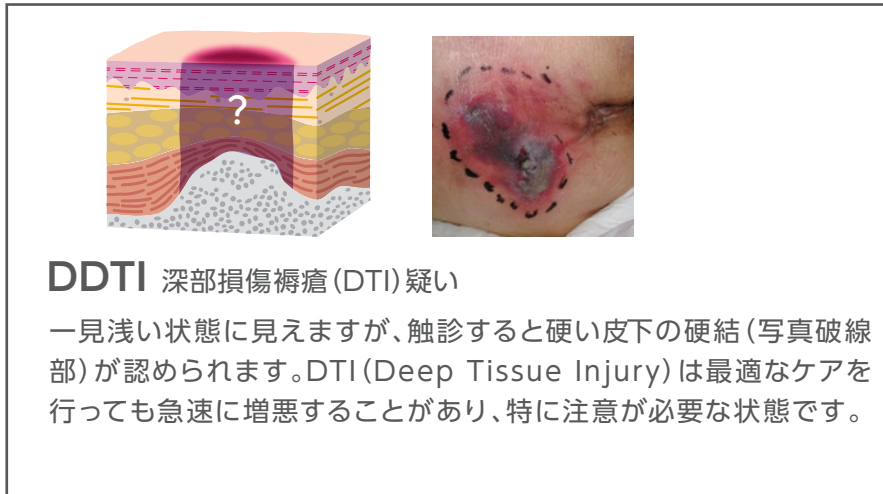 ?
DDTI 深部損傷褥瘡(DTI)疑い
一見浅い状態に見えますが、触診すると硬い皮下の硬結(写真破線
部)が認められます。DTI(Deep Tissue Injury)は最適なケアを
行っても急速に増悪することがあり、特に注意が必要な状態です。